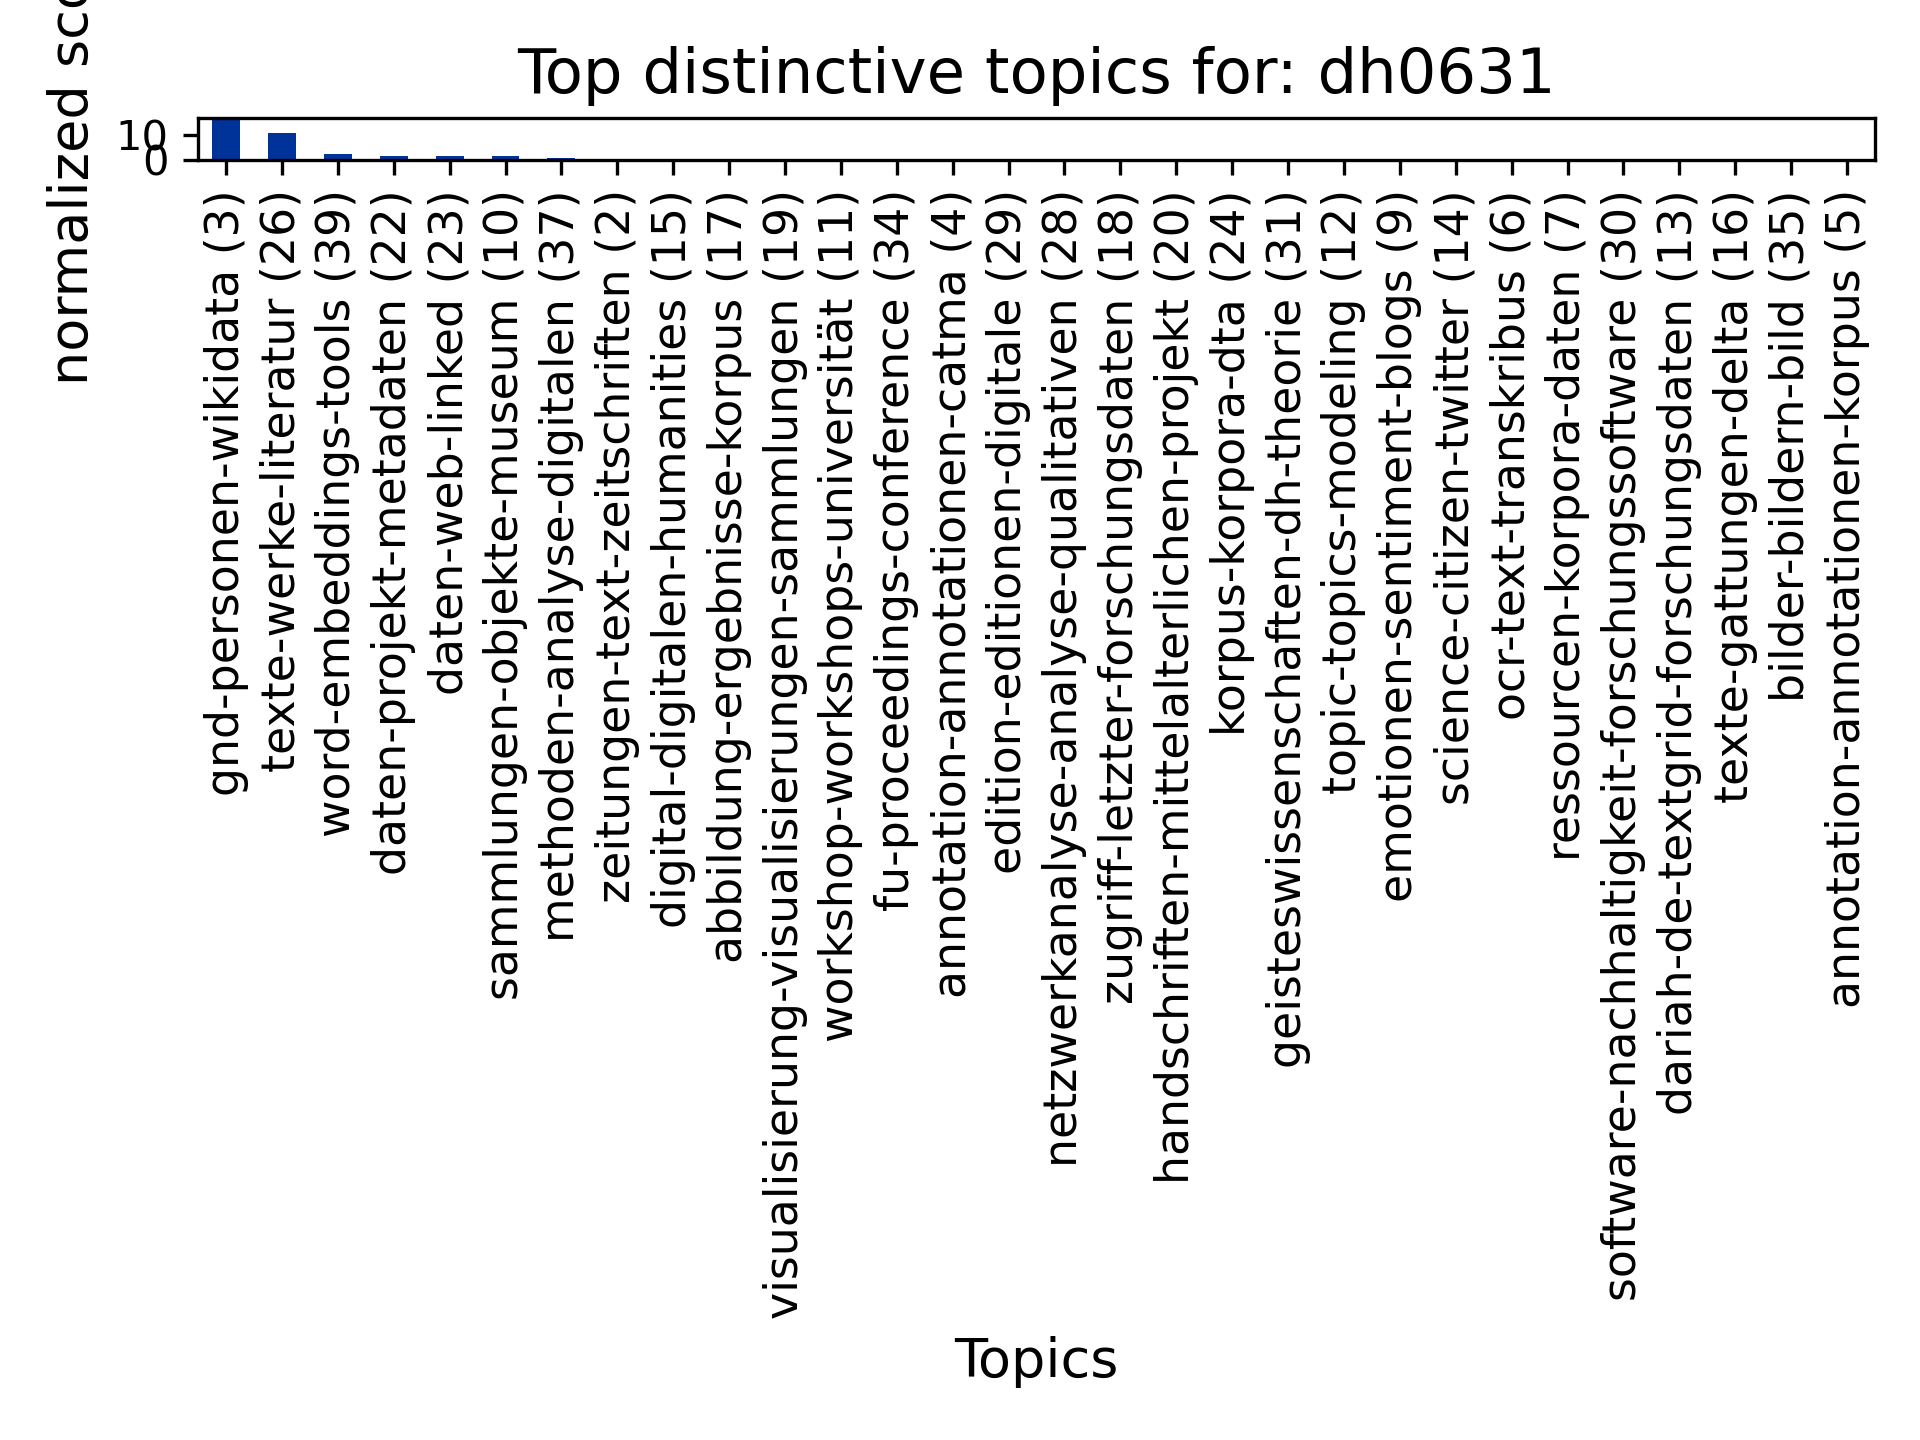 Top distinctive topics for: dh0631
normalized sco
10
0
gnd-personen-wikidata (3)
texte-werke-literatur (26)
word-embeddings-tools (39)
daten-projekt-metadaten (22)
daten-web-linked (23)
sammlungen-objekte-museum (10)
methoden-analyse-digitalen (37)
zeitungen-text-zeitschriften (2)
digital-digitalen-humanities (15)
abbildung-ergebnisse-korpus (17)
visualisierung-visualisierungen-sammlungen (19)
workshop-workshops-universität (11)
fu-proceedings-conference (34)
annotation-annotationen-catma (4)
edition-editionen-digitale (29)
netzwerkanalyse-analyse-qualitativen (28)
zugriff-letzter-forschungsdaten (18)
handschriften-mittelalterlichen-projekt (20)
korpus-korpora-dta (24)
geisteswissenschaften-dh-theorie (31)
topic-topics-modeling (12)
emotionen-sentiment-blogs (9)
science-citizen-twitter (14)
ocr-text-transkribus (6)
ressourcen-korpora-daten (7)
software-nachhaltigkeit-forschungssoftware (30)
dariah-de-textgrid-forschungsdaten (13)
texte-gattungen-delta (16)
bilder-bildern-bild (35)
annotation-annotationen-korpus (5)
Topics